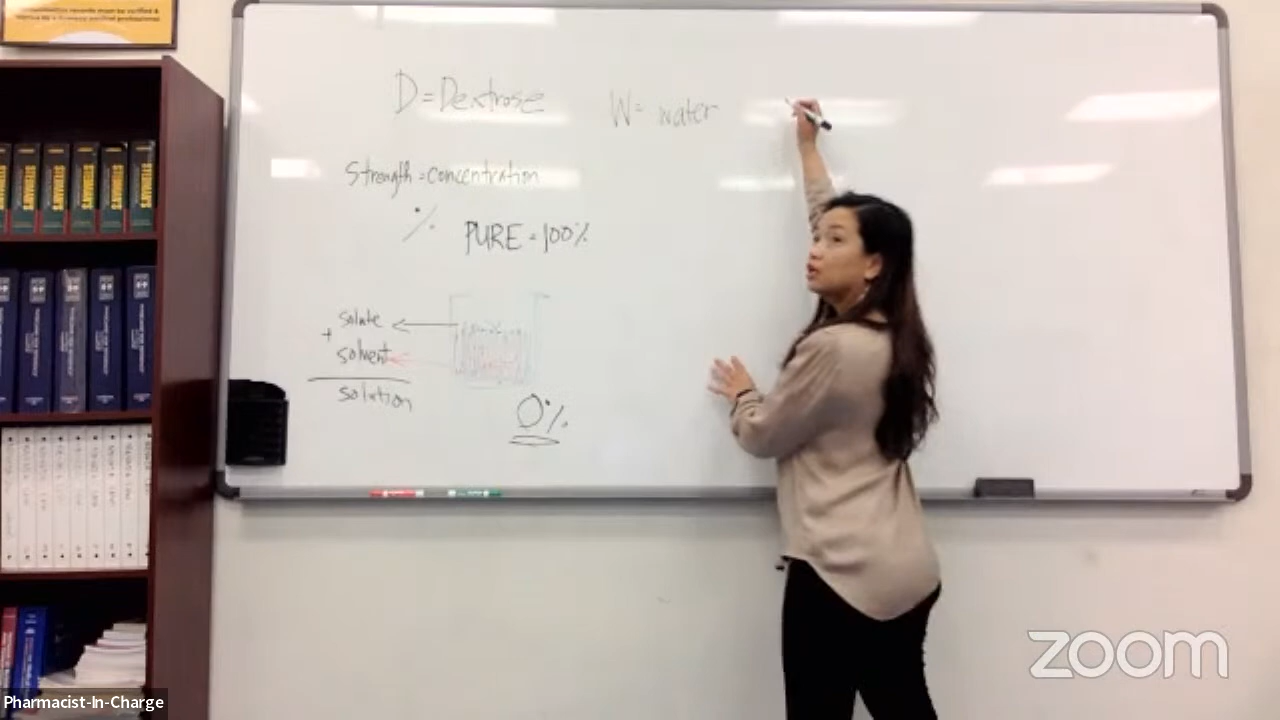 D=Dextrose
W= water
Strength = concentration
%
PURE = 100%
solute
+ solvent
solution
0%
zoom
Pharmacist-In-Charge